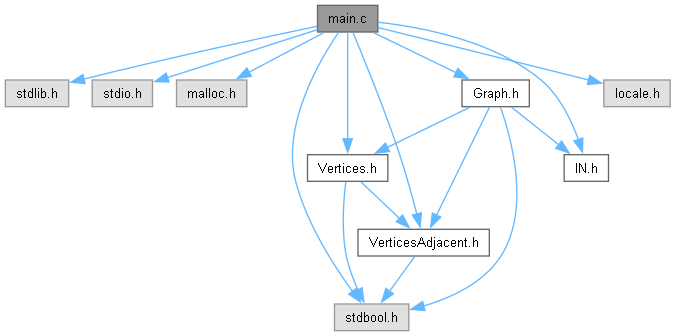 main.c
stdlib.h
stdio.h
malloc.h
Graph.h
locale.h
Vertices.h
IN.h
VerticesAdjacent.h
stdbool.h